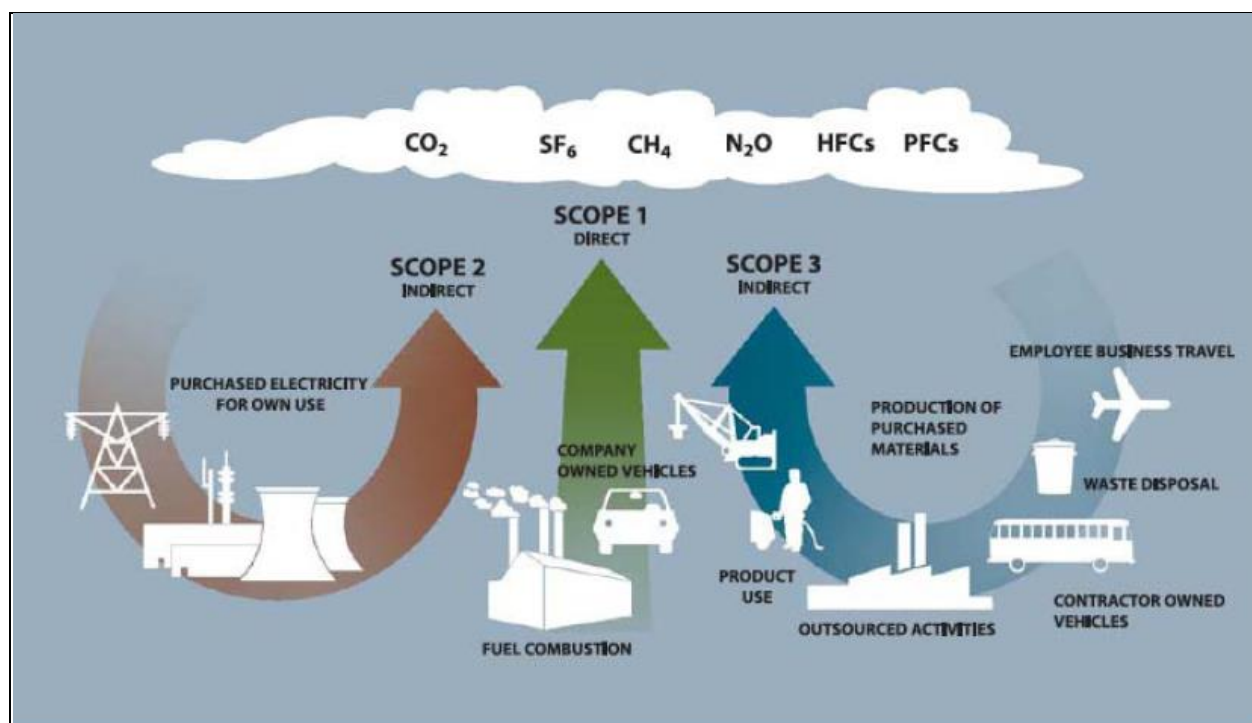 CO₂ SF₆ CH₄ N₂O HFCs PFCs
SCOPE 1
DIRECT
SCOPE 2
INDIRECT
SCOPE 3
INDIRECT
PURCHASED ELECTRICITY
FOR OWN USE
COMPANY
OWNED VEHICLES
FUEL COMBUSTION
PRODUCT
USE
PRODUCTION OF
PURCHASED
MATERIALS
OUTSOURCED ACTIVITIES
EMPLOYEE BUSINESS TRAVEL
WASTE DISPOSAL
CONTRACTOR OWNED
VEHICLES